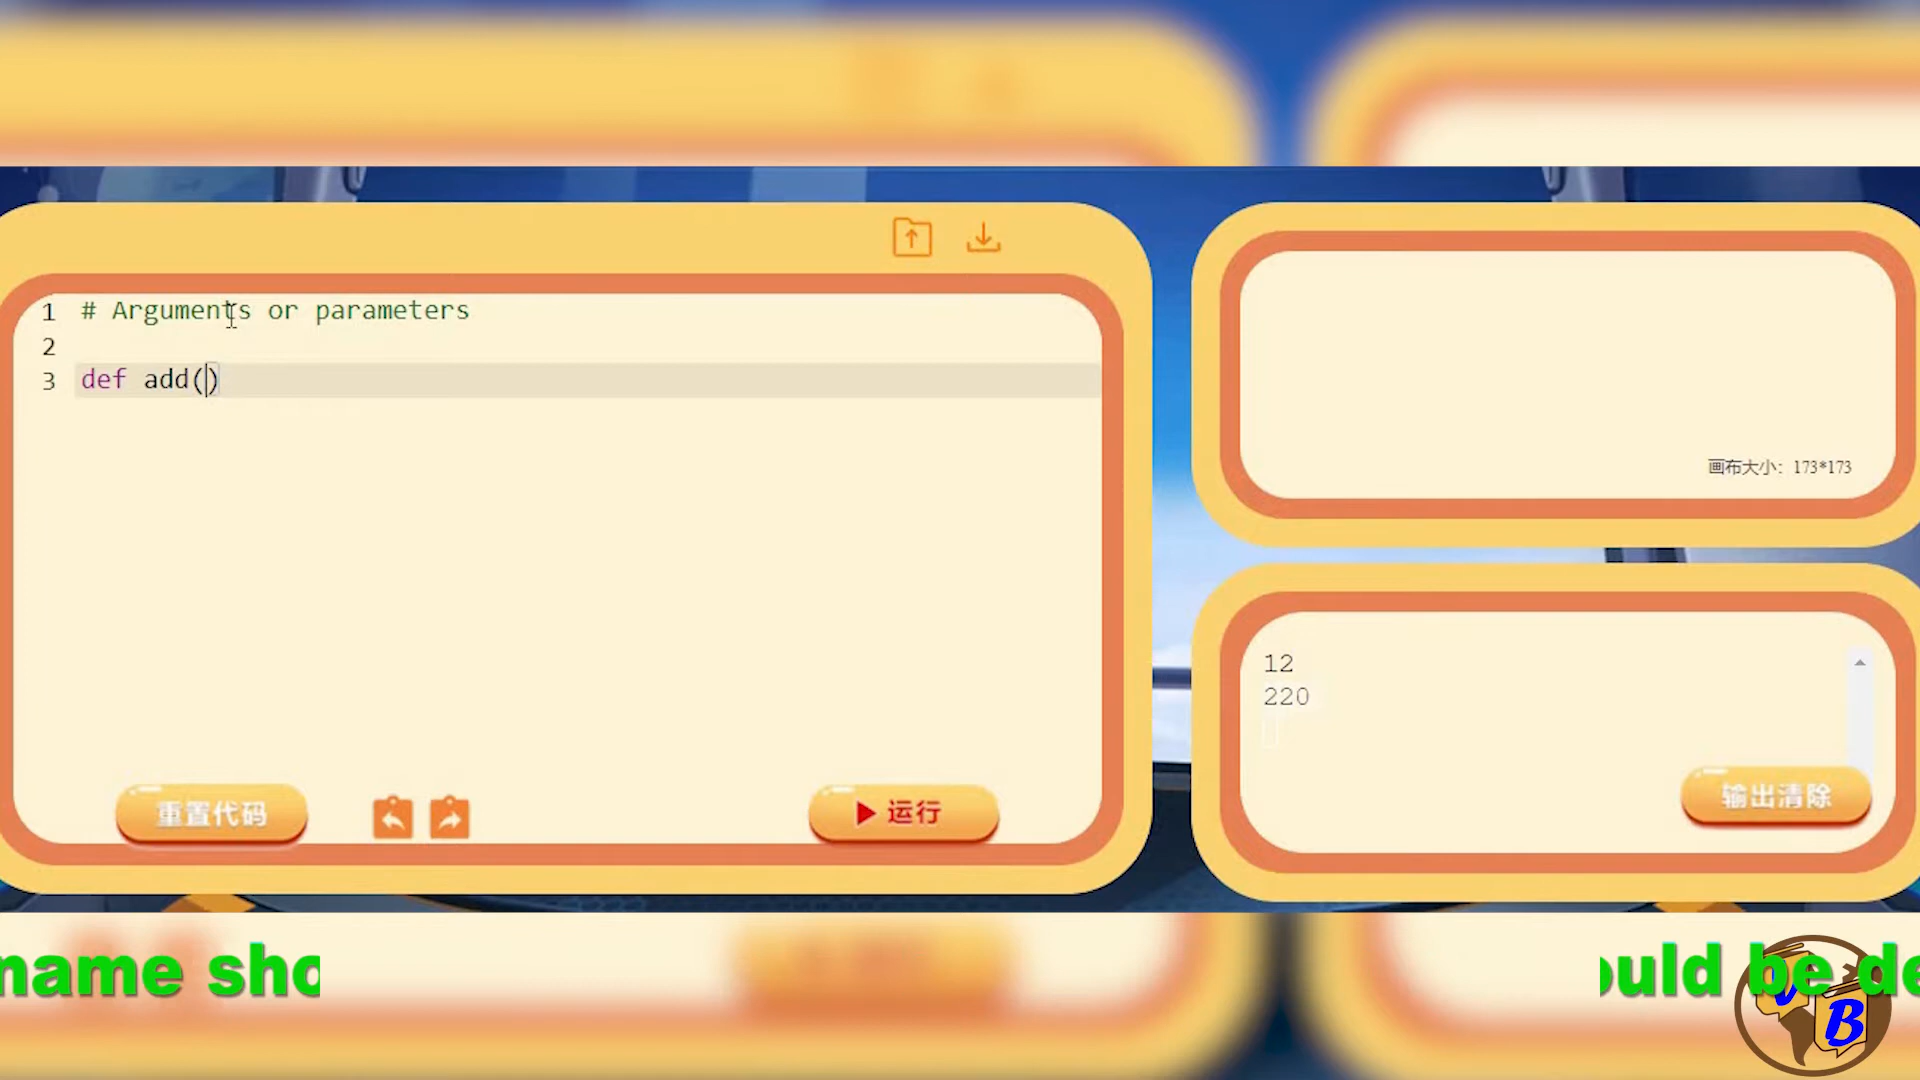 1 # Arguments or parameters
2
3 def add()
画布大小: 173*173
12
220
重置代码
运行
输出清除
name sho
ould be de
V
B